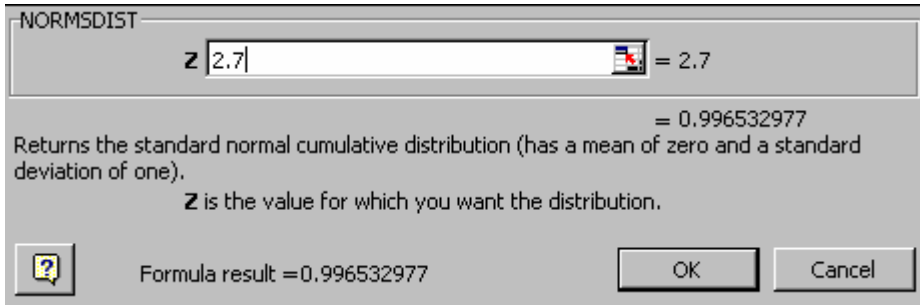 NORMSDIST
Z 2.7 = 2.7
= 0.996532977
Returns the standard normal cumulative distribution (has a mean of zero and a standard
deviation of one).
Z is the value for which you want the distribution.
Formula result =0.996532977 OK Cancel